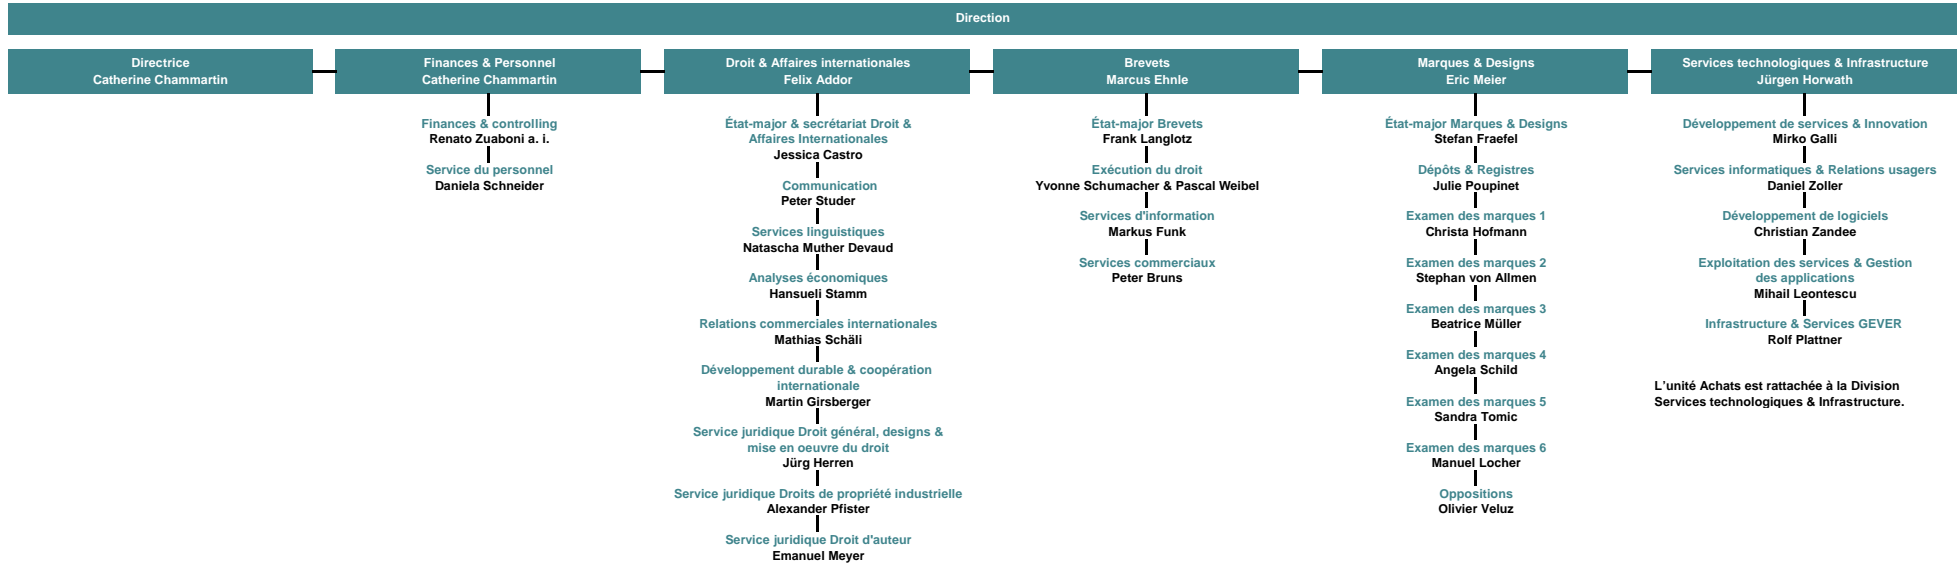 Direction
Directrice
Catherine Chammartin
Finances & Personnel
Catherine Chammartin
Finances & controlling
Renato Zuaboni a. i.
Service du personnel
Daniela Schneider
Droit & Affaires internationales
Felix Addor
État-major & secrétariat Droit &
Affaires Internationales
Jessica Castro
Communication
Peter Studer
Services linguistiques
Natascha Muther Devaud
Analyses économiques
Hansueli Stamm
Relations commerciales internationales
Mathias Schäli
Développement durable & coopération
internationale
Martin Girsberger
Service juridique Droit général, designs &
mise en oeuvre du droit
Jürg Herren
Service juridique Droits de propriété industrielle
Alexander Pfister
Service juridique Droit d'auteur
Emanuel Meyer
Brevets
Marcus Ehnle
État-major Brevets
Frank Langlotz
Exécution du droit
Yvonne Schumacher & Pascal Weibel
Services d'information
Markus Funk
Services commerciaux
Peter Bruns
Marques & Designs
Eric Meier
État-major Marques & Designs
Stefan Fraefel
Dépôts & Registres
Julie Poupinet
Examen des marques 1
Christa Hofmann
Examen des marques 2
Stephan von Allmen
Examen des marques 3
Beatrice Müller
Examen des marques 4
Angela Schild
Examen des marques 5
Sandra Tomic
Examen des marques 6
Manuel Locher
Oppositions
Olivier Veluz
Services technologiques & Infrastructure
Jürgen Horwath
Développement de services & Innovation
Mirko Galli
Services informatiques & Relations usagers
Daniel Zoller
Développement de logiciels
Christian Zandee
Exploitation des services & Gestion
des applications
Mihail Leontescu
Infrastructure & Services GEVER
Rolf Plattner
L'unité Achats est rattachée à la Division
Services technologiques & Infrastructure.